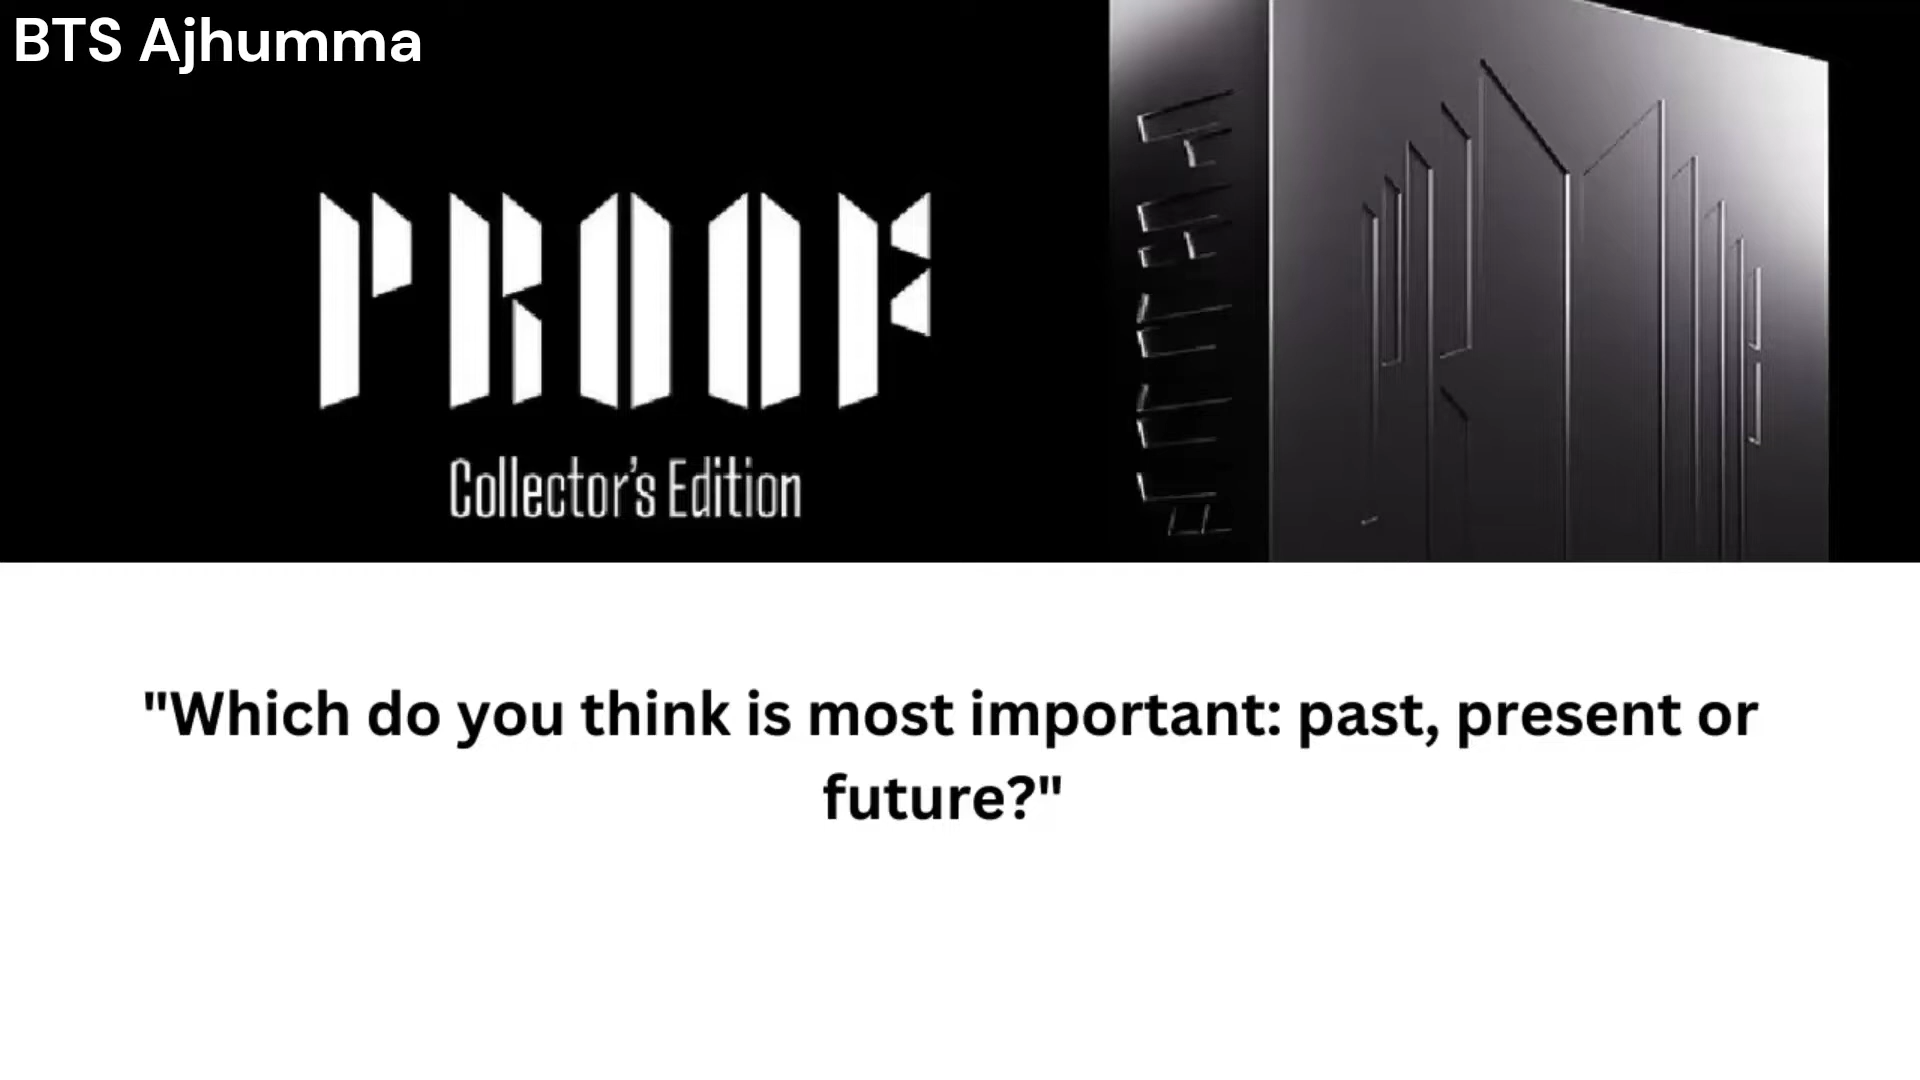 BTS Ajhumma
PROOF
Collector's Edition
"Which do you think is most important: past, present or
future?"